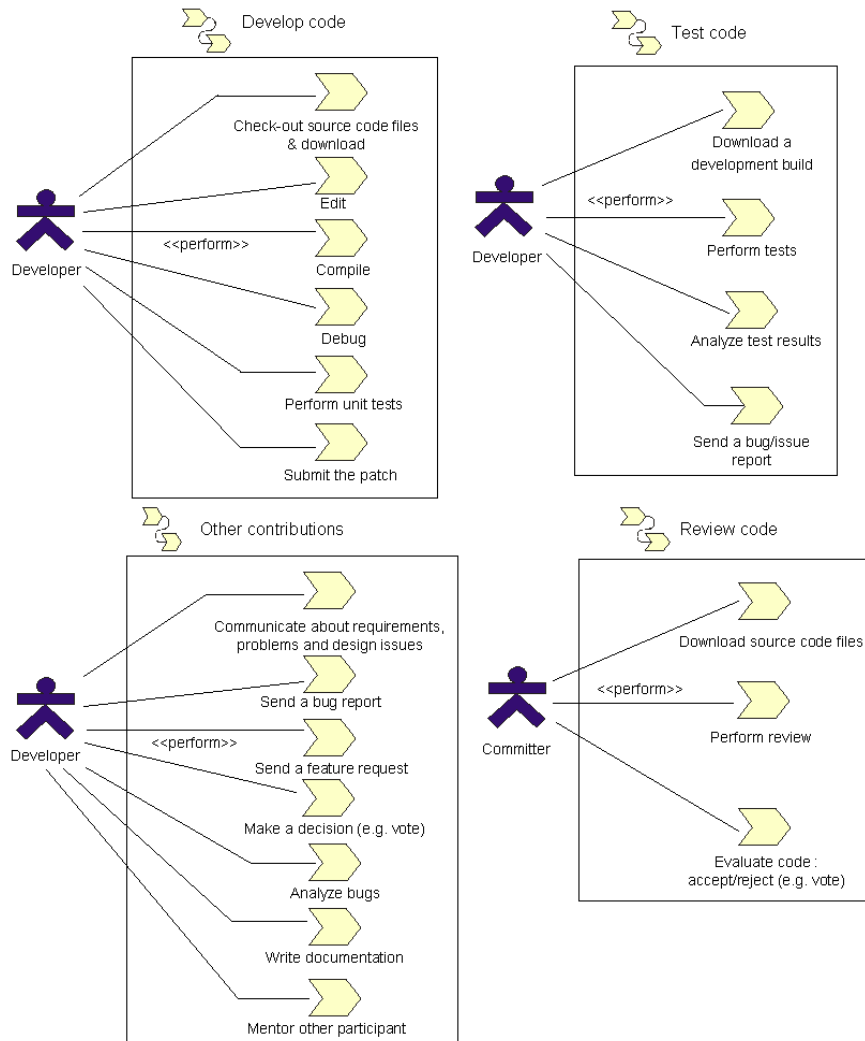 Develop code
Check-out source code files
& download
Edit
<<perform>>
Compile
Developer
Debug
Perform unit tests
Submit the patch
Test code
Download a
development build
<<perform>>
Perform tests
Developer
Analyze test results
Send a bug/issue
report
Other contributions
Communicate about requirements,
problems and design issues
Send a bug report
<<perform>>
Developer
Send a feature request
Make a decision (e.g. vote)
Analyze bugs
Write documentation
Mentor other participant
Review code
Download source code files
<<perform>>
Perform review
Committer
Evaluate code :
accept/reject (e.g. vote)